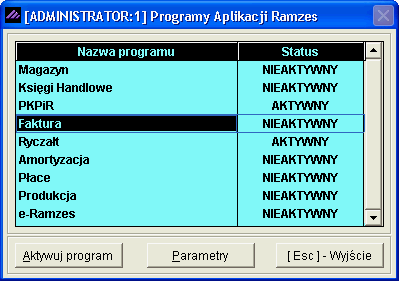 [ADMINISTRATOR:1] Programy Aplikacji Ramzes
Nazwa programu Status
Magazyn NIEAKTYWNY
Księgi Handlowe NIEAKTYWNY
PKPiR AKTYWNY
Faktura NIEAKTYWNY
Ryczałt AKTYWNY
Amortyzacja NIEAKTYWNY
Płace NIEAKTYWNY
Produkcja NIEAKTYWNY
e-Ramzes NIEAKTYWNY
Aktywuj program Parametry [ Esc ] - Wyjście